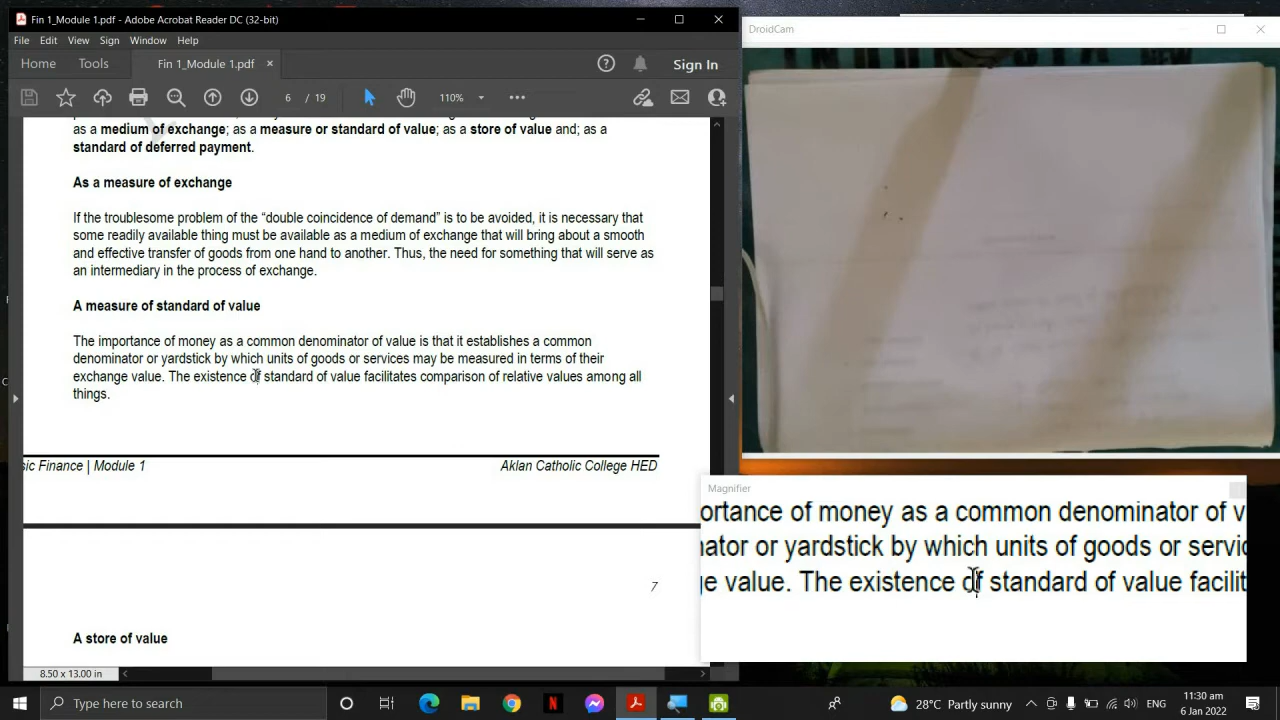 Fin 1_Module 1.pdf - Adobe Acrobat Reader DC (32-bit)
File Edit View Sign Window Help
Home Tools Fin 1_Module 1.pdf × Sign In
6 / 19 110%
as a medium of exchange; as a measure or standard of value; as a store of value and; as a
standard of deferred payment.
As a measure of exchange
If the troublesome problem of the “double coincidence of demand” is to be avoided, it is necessary that
some readily available thing must be available as a medium of exchange that will bring about a smooth
and effective transfer of goods from one hand to another. Thus, the need for something that will serve as
an intermediary in the process of exchange.
A measure of standard of value
The importance of money as a common denominator of value is that it establishes a common
denominator or yardstick by which units of goods or services may be measured in terms of their
exchange value. The existence of standard of value facilitates comparison of relative values among all
things.
sic Finance | Module 1 Aklan Catholic College HED
7
A store of value
8.50 x 13.00 in
DroidCam
Magnifier
ortance of money as a common denominator of v
nator or yardstick by which units of goods or servic
ge value. The existence of standard of value facilit
Type here to search
28°C Partly sunny ENG 11:30 am
6 Jan 2022